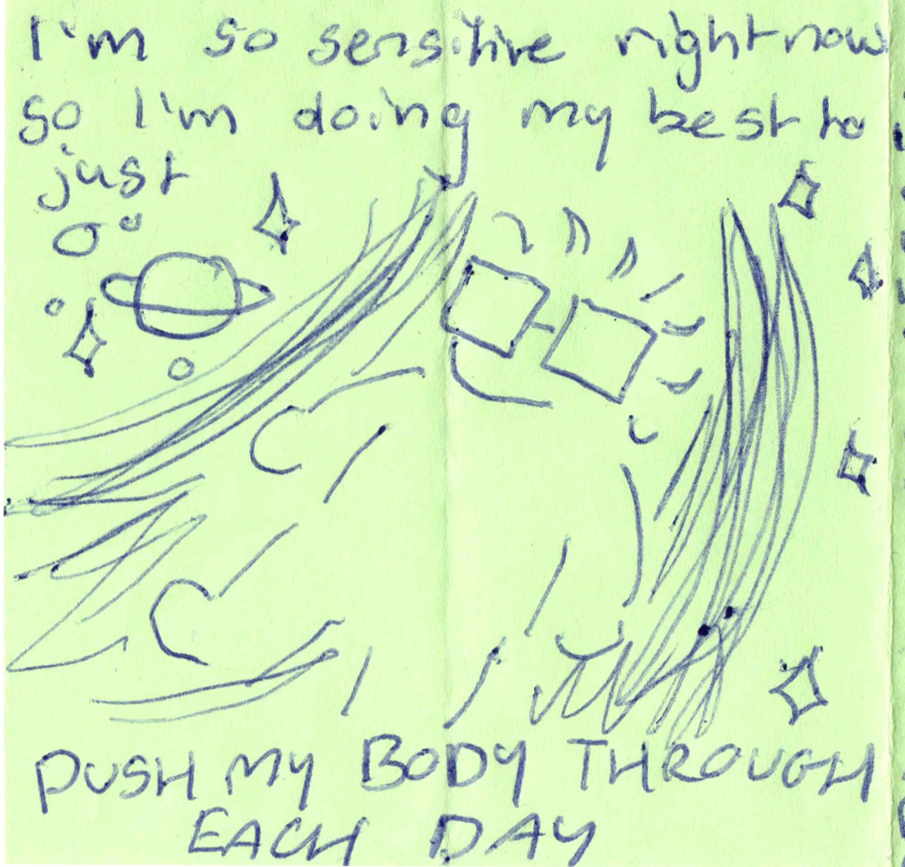 I'm so sensitive right now
so I'm doing my best to
just
PUSH MY BODY THROUGH
EACH DAY